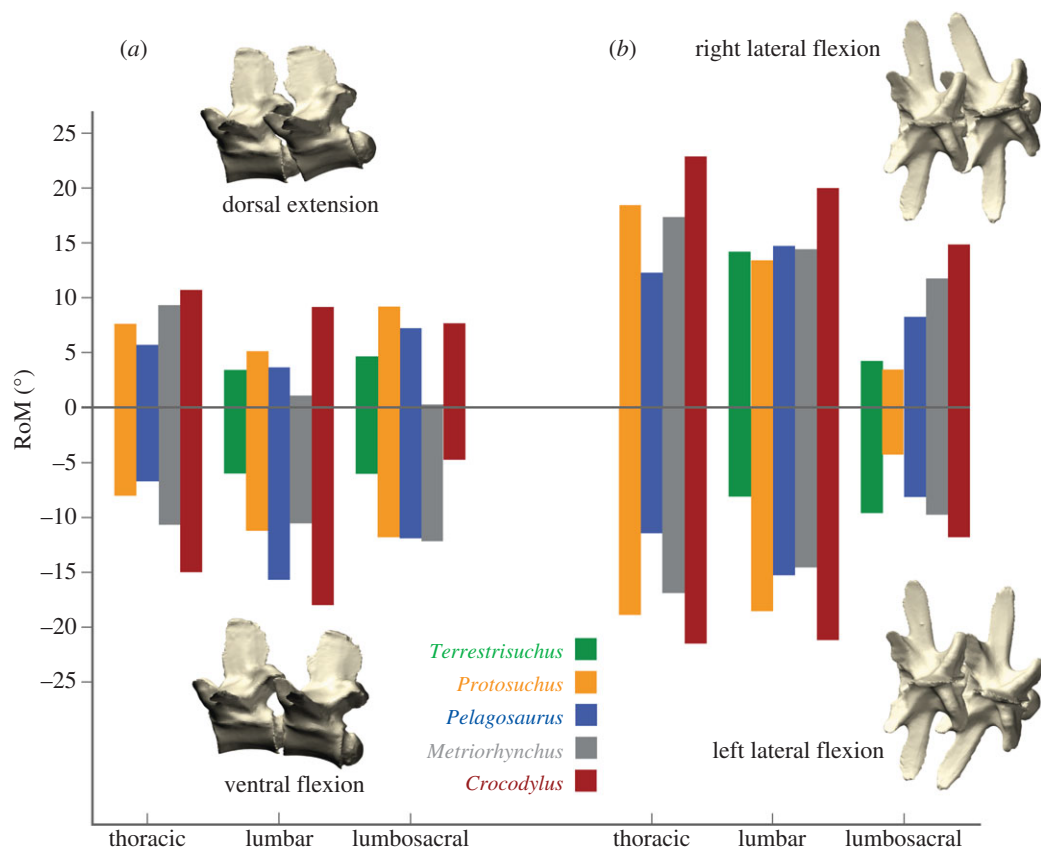 (a)
(b)
right lateral flexion
dorsal extension
25
20
15
10
5
0
–5
–10
–15
–20
–25
RoM (°)
Terrestrisuchus
Protosuchus
Pelagosaurus
Metriorhynchus
Crocodylus
ventral flexion
left lateral flexion
thoracic lumbar lumbosacral thoracic lumbar lumbosacral